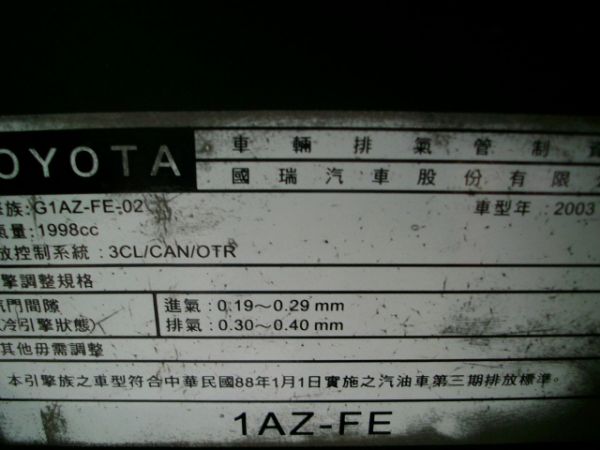 OYOTA
車輛排氣管制資
國瑞汽車股份有限
族:G1AZ-FE-02
車型年 : 2003
氣量:1998cc
放控制系統 : 3CL/CAN/OTR
擎調整規格
汽門間隙
(冷引擎狀態)
進氣 : 0.19~0.29 mm
排氣 : 0.30~0.40 mm
其他毋需調整
本引擎族之車型符合中華民國88年1月1日實施之汽油車第三期排放標準。
1AZ-FE